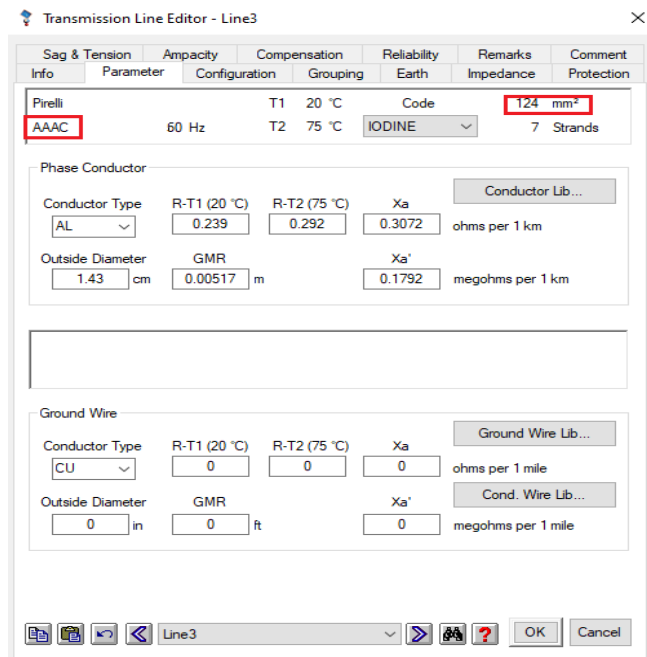 Transmission Line Editor - Line3
Sag & Tension Ampacity Compensation Reliability Remarks Comment
Info Parameter Configuration Grouping Earth Impedance Protection
Pirelli T1 20 °C Code 124 mm²
AAAC 60 Hz T2 75 °C IODINE 7 Strands
Phase Conductor
Conductor Lib...
Conductor Type R-T1 (20 °C) R-T2 (75 °C) Xa
AL 0.239 0.292 0.3072 ohms per 1 km
Outside Diameter GMR Xa'
1.43 cm 0.00517 m 0.1792 megohms per 1 km
Ground Wire
Ground Wire Lib...
Conductor Type R-T1 (20 °C) R-T2 (75 °C) Xa
CU 0 0 0 ohms per 1 mile
Cond. Wire Lib...
Outside Diameter GMR Xa'
0 in 0 ft 0 megohms per 1 mile
Line3 ? OK Cancel